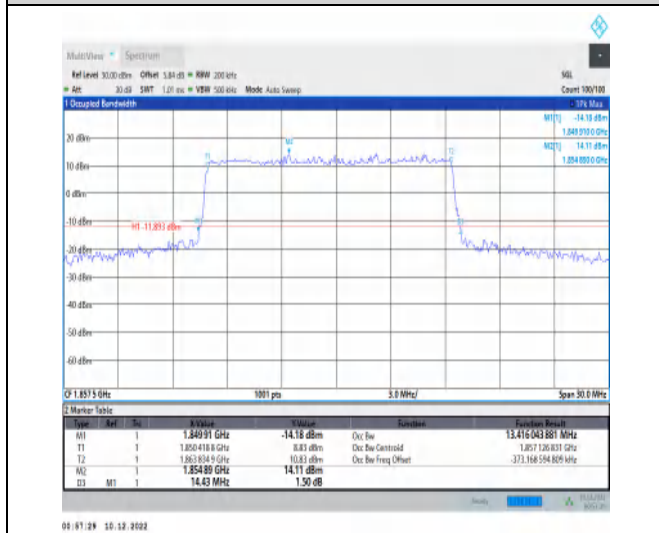 MultiView Spectrum
Ref Level 30.00 dBm Offset 3.84 dB RBW 200 kHz SGL
Att 30 dB SWT 1.01 ms VBW 500 kHz Mode Auto Sweep Count 100/100
1 Occupied Bandwidth 1Pk Max
M1[1] -14.18 dBm
1.849 910 0 GHz
M2[1] 14.11 dBm
1.854 890 0 GHz
20 dBm
M2
T1
T2
10 dBm
0 dBm
-10 dBm
H1 -11.893 dBm
-20 dBm
-30 dBm
-40 dBm
-50 dBm
-60 dBm
CF 1.857 5 GHz 1001 pts 3.0 MHz/ Span 30.0 MHz
2 Marker Table
Type Ref Trc X-Value Y-Value Function Function Result
M1 1 1.849 91 GHz -14.18 dBm Occ Bw 13.416 043 881 MHz
T1 1 1.850 418 8 GHz 8.83 dBm Occ Bw Centroid 1.857 126 831 GHz
T2 1 1.863 834 9 GHz 10.83 dBm Occ Bw Freq Offset -373.168 594 809 kHz
M2 1 1.854 89 GHz 14.11 dBm
D3 M1 1 14.43 MHz 1.50 dB
Ready
00:57:29 10.12.2022